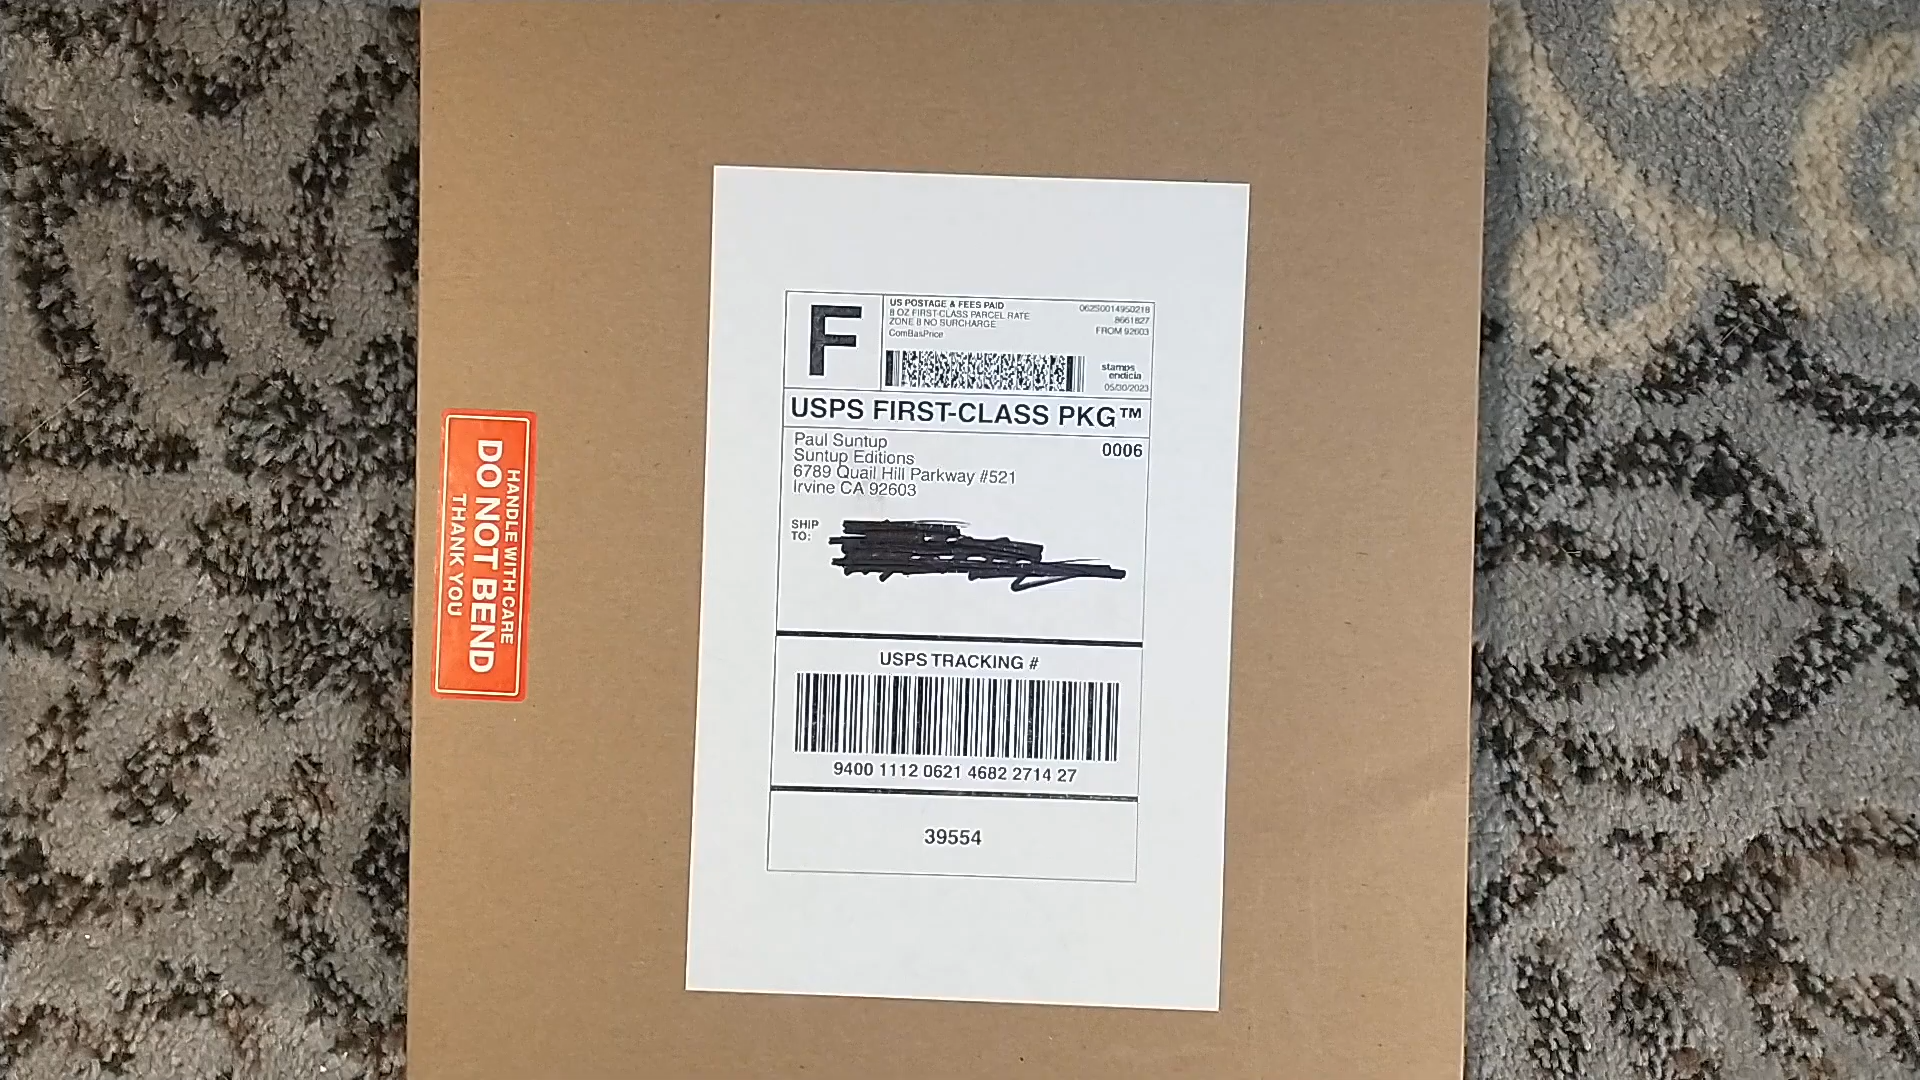 F
US POSTAGE & FEES PAID
8 OZ FIRST-CLASS PARCEL RATE
ZONE 8 NO SURCHARGE
ComBasPrice
062S0014950218
8661827
FROM 92603
stamps
endicia
05/30/2023
USPS FIRST-CLASS PKG™
Paul Suntup
Suntup Editions
6789 Quail Hill Parkway #521
Irvine CA 92603
0006
SHIP
TO:
USPS TRACKING #
9400 1112 0621 4682 2714 27
39554
HANDLE WITH CARE
DO NOT BEND
THANK YOU